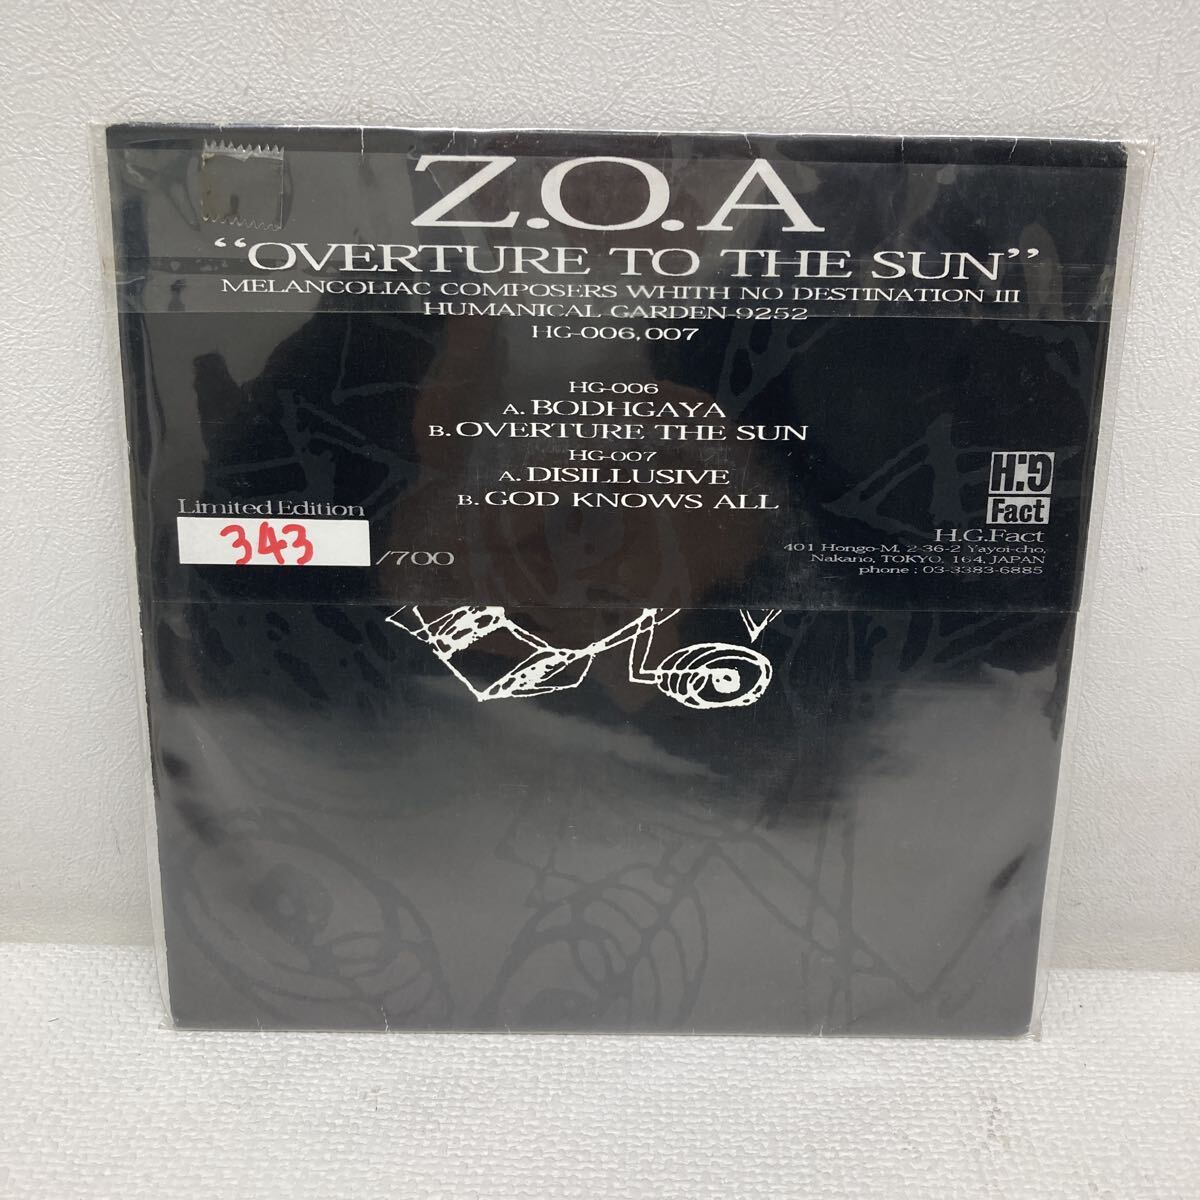 Z.O.A
“OVERTURE TO THE SUN”
MELANCOLIAC COMPOSERS WHITH NO DESTINATION III
HUMANICAL GARDEN-9252
HG-006,007
HG-006
A. BODHGAYA
B. OVERTURE THE SUN
HG-007
A. DISILLUSIVE
B. GOD KNOWS ALL
Limited Edition
343 /700
H.G
Fact
H.G.Fact
401 Hongo-M, 2-36-2 Yayoi-cho,
Nakano, TOKYO, 164, JAPAN
phone ; 03-3383-6885